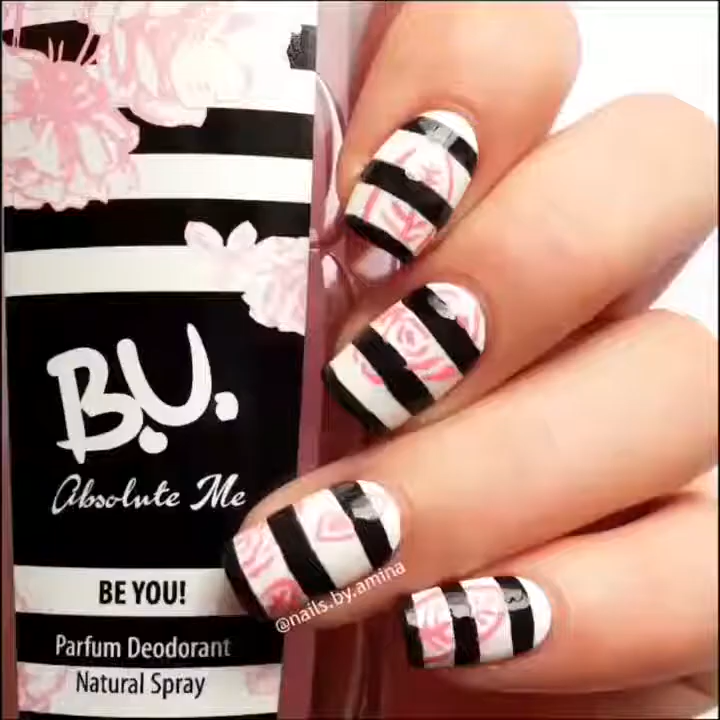 B.U.
Absolute Me
BE YOU!
Parfum Deodorant
Natural Spray
@nails.by.amina